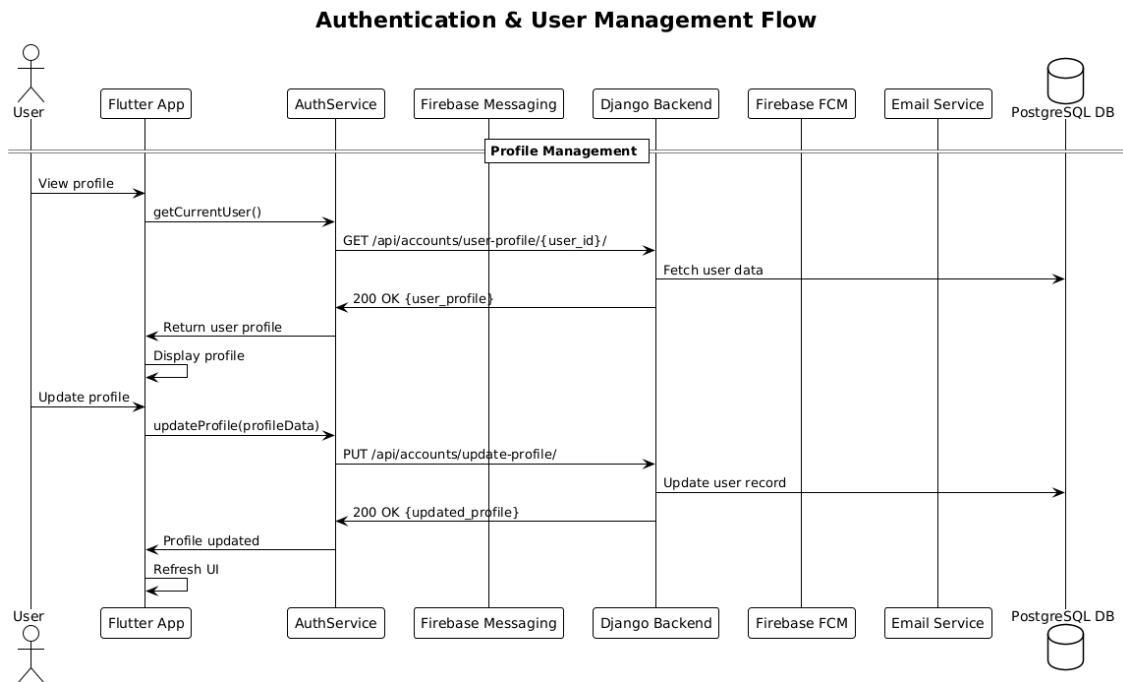 Authentication & User Management Flow
User
Flutter App
AuthService
Firebase Messaging
Django Backend
Firebase FCM
Email Service
PostgreSQL DB
Profile Management
View profile
getCurrentUser()
GET /api/accounts/user-profile/{user_id}/
Fetch user data
200 OK {user_profile}
Return user profile
Display profile
Update profile
updateProfile(profileData)
PUT /api/accounts/update-profile/
Update user record
200 OK {updated_profile}
Profile updated
Refresh UI
User
Flutter App
AuthService
Firebase Messaging
Django Backend
Firebase FCM
Email Service
PostgreSQL DB